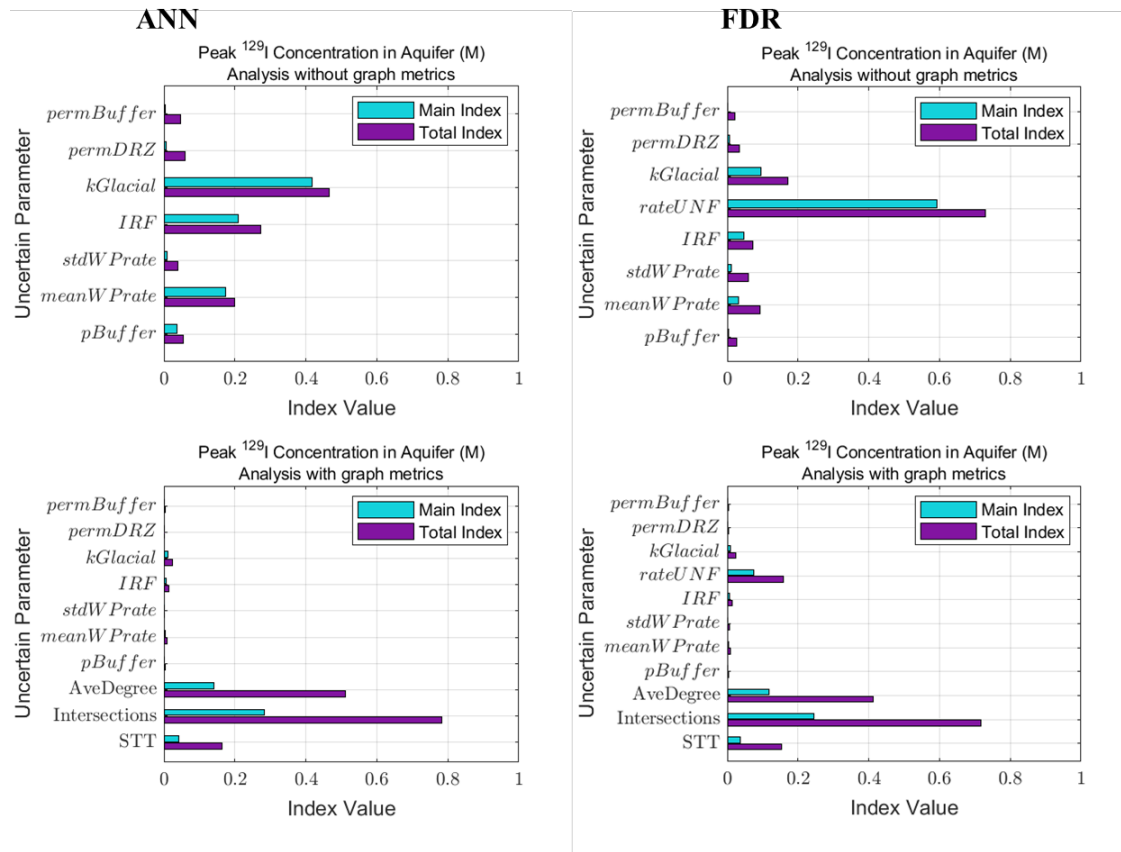 ANN
Peak ¹²⁹I Concentration in Aquifer (M)
Analysis without graph metrics
Main Index
Total Index
Uncertain Parameter
permBuffer
permDRZ
kGlacial
IRF
stdWPrate
meanWPrate
pBuffer
0 0.2 0.4 0.6 0.8 1
Index Value
FDR
Peak ¹²⁹I Concentration in Aquifer (M)
Analysis without graph metrics
Main Index
Total Index
Uncertain Parameter
permBuffer
permDRZ
kGlacial
rateUNF
IRF
stdWPrate
meanWPrate
pBuffer
0 0.2 0.4 0.6 0.8 1
Index Value
Peak ¹²⁹I Concentration in Aquifer (M)
Analysis with graph metrics
Main Index
Total Index
Uncertain Parameter
permBuffer
permDRZ
kGlacial
IRF
stdWPrate
meanWPrate
pBuffer
AveDegree
Intersections
STT
0 0.2 0.4 0.6 0.8 1
Index Value
Peak ¹²⁹I Concentration in Aquifer (M)
Analysis with graph metrics
Main Index
Total Index
Uncertain Parameter
permBuffer
permDRZ
kGlacial
rateUNF
IRF
stdWPrate
meanWPrate
pBuffer
AveDegree
Intersections
STT
0 0.2 0.4 0.6 0.8 1
Index Value